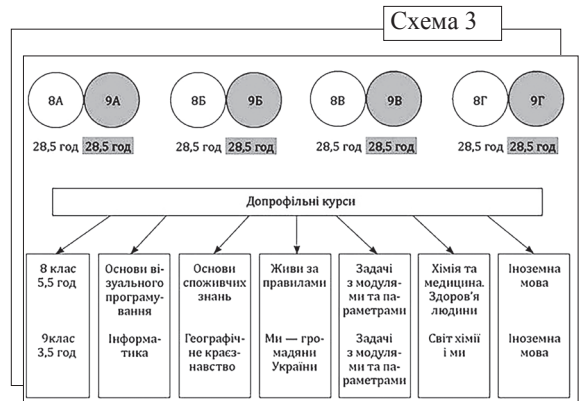 Схема 3
8А 9А 8Б 9Б 8В 9В 8Г 9Г
28,5 год 28,5 год 28,5 год 28,5 год 28,5 год 28,5 год 28,5 год 28,5 год
Допрофільні курси
8 клас
5,5 год
9клас
3,5 год
Основи ві-
зуального
програму-
вання
Інформа-
тика
Основи
споживчих
знань
Географіч-
не краєз-
навство
Живи за
правилами
Ми — гро-
мадяни
України
Задачі
з модуля-
ми та па-
раметрами
Задачі
з модуля-
ми та па-
раметрами
Хімія та
медицина.
Здоров'я
людини
Світ хімії
і ми
Іноземна
мова
Іноземна
мова